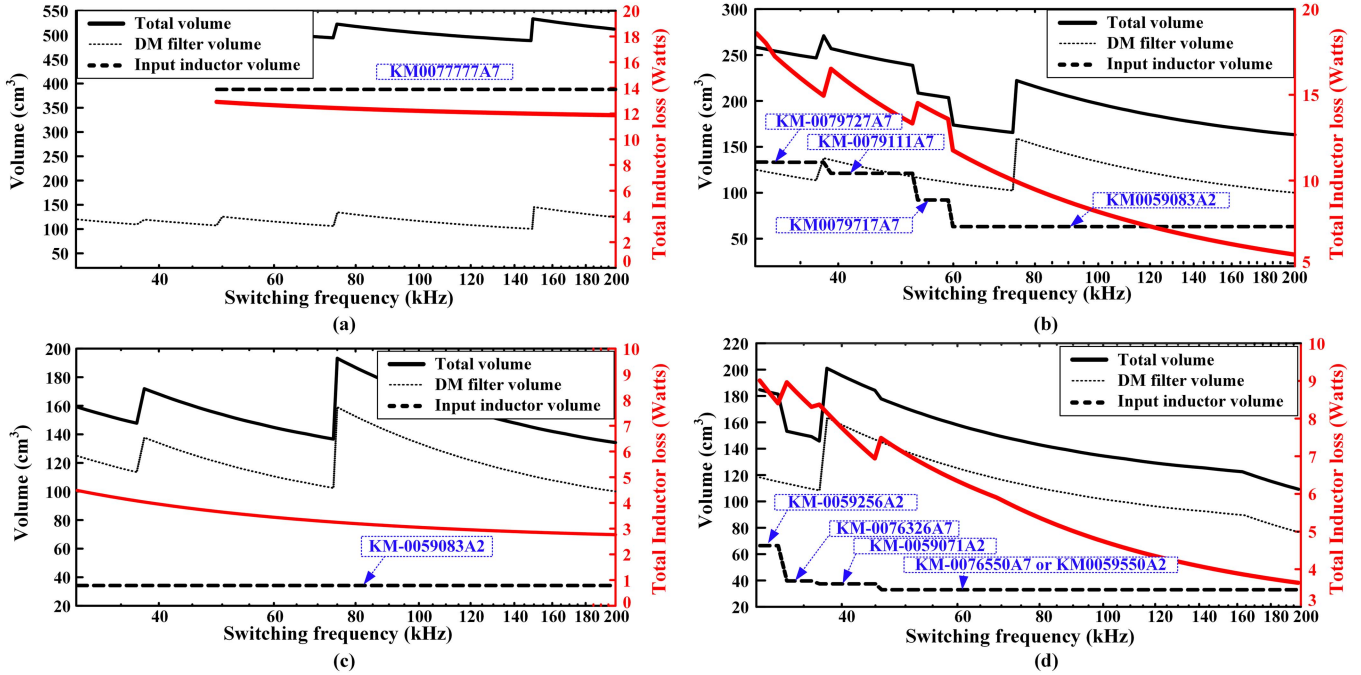 550
500
450
400
350
300
250
200
150
100
50
Volume (cm3)
Total volume
DM filter volume
Input inductor volume
KM0077777A7
20
18
16
14
12
10
8
6
4
2
0
Total Inductor loss (Watts)
40
60
80
100
120
140
160
180
200
Switching frequency (kHz)
(a)
300
250
200
150
100
50
Volume (cm3)
Total volume
DM filter volume
Input inductor volume
KM-0079727A7
KM-0079111A7
KM0079717A7
KM0059083A2
20
15
10
5
Total Inductor loss (Watts)
40
60
80
100
120
140
160
180
200
Switching frequency (kHz)
(b)
200
180
160
140
120
100
80
60
40
20
Volume (cm3)
Total volume
DM filter volume
Input inductor volume
KM-0059083A2
10
9
8
7
6
5
4
3
2
1
0
Total Inductor loss (Watts)
40
60
80
100
120
140
160
180
200
Switching frequency (kHz)
(c)
220
200
180
160
140
120
100
80
60
40
20
Volume (cm3)
Total volume
DM filter volume
Input inductor volume
KM-0059256A2
KM-0076326A7
KM-0059071A2
KM-0076550A7 or KM0059550A2
10
9
8
7
6
5
4
3
Total Inductor loss (Watts)
40
60
80
100
120
140
160
180
200
Switching frequency (kHz)
(d)